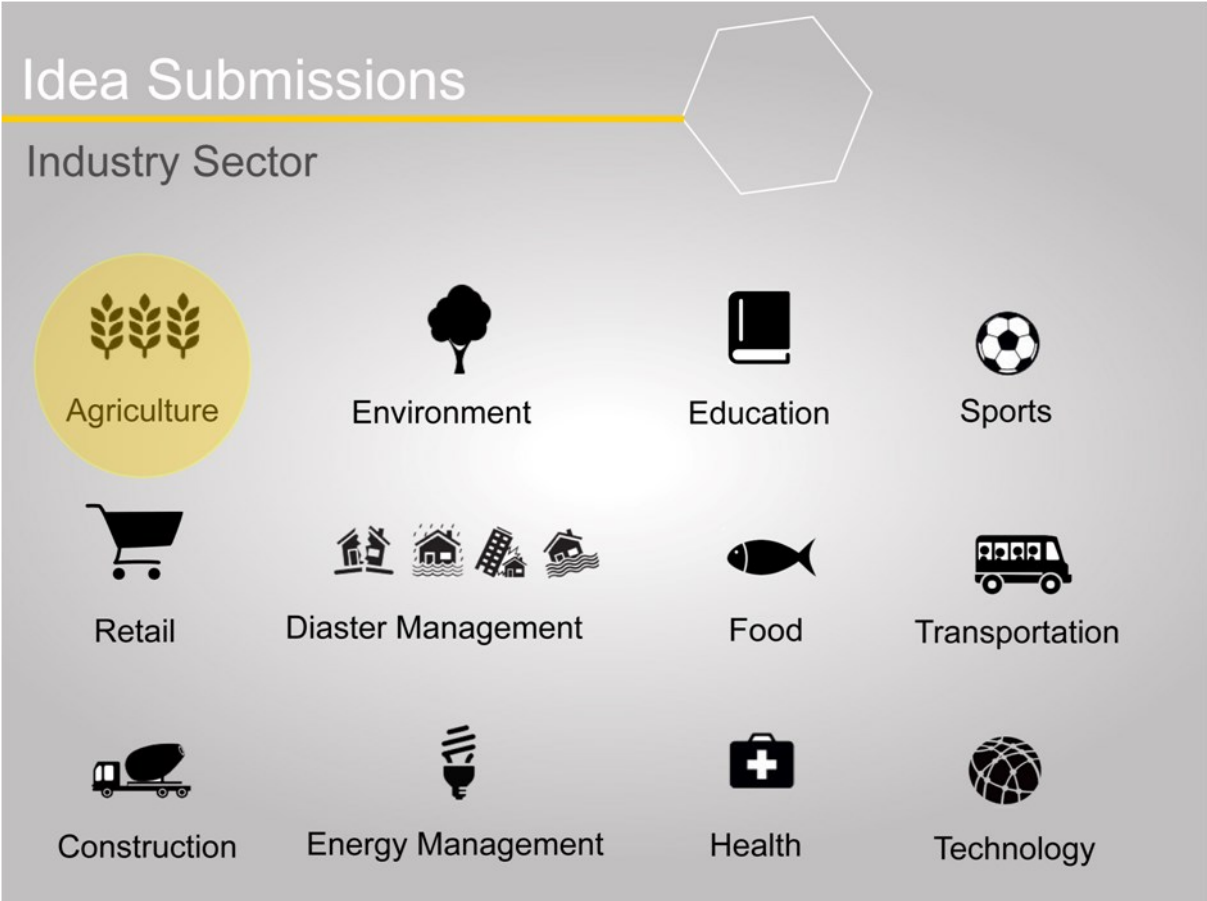 Idea Submissions
Industry Sector
Agriculture
Environment
Education
Sports
Retail
Diaster Management
Food
Transportation
Construction
Energy Management
Health
Technology